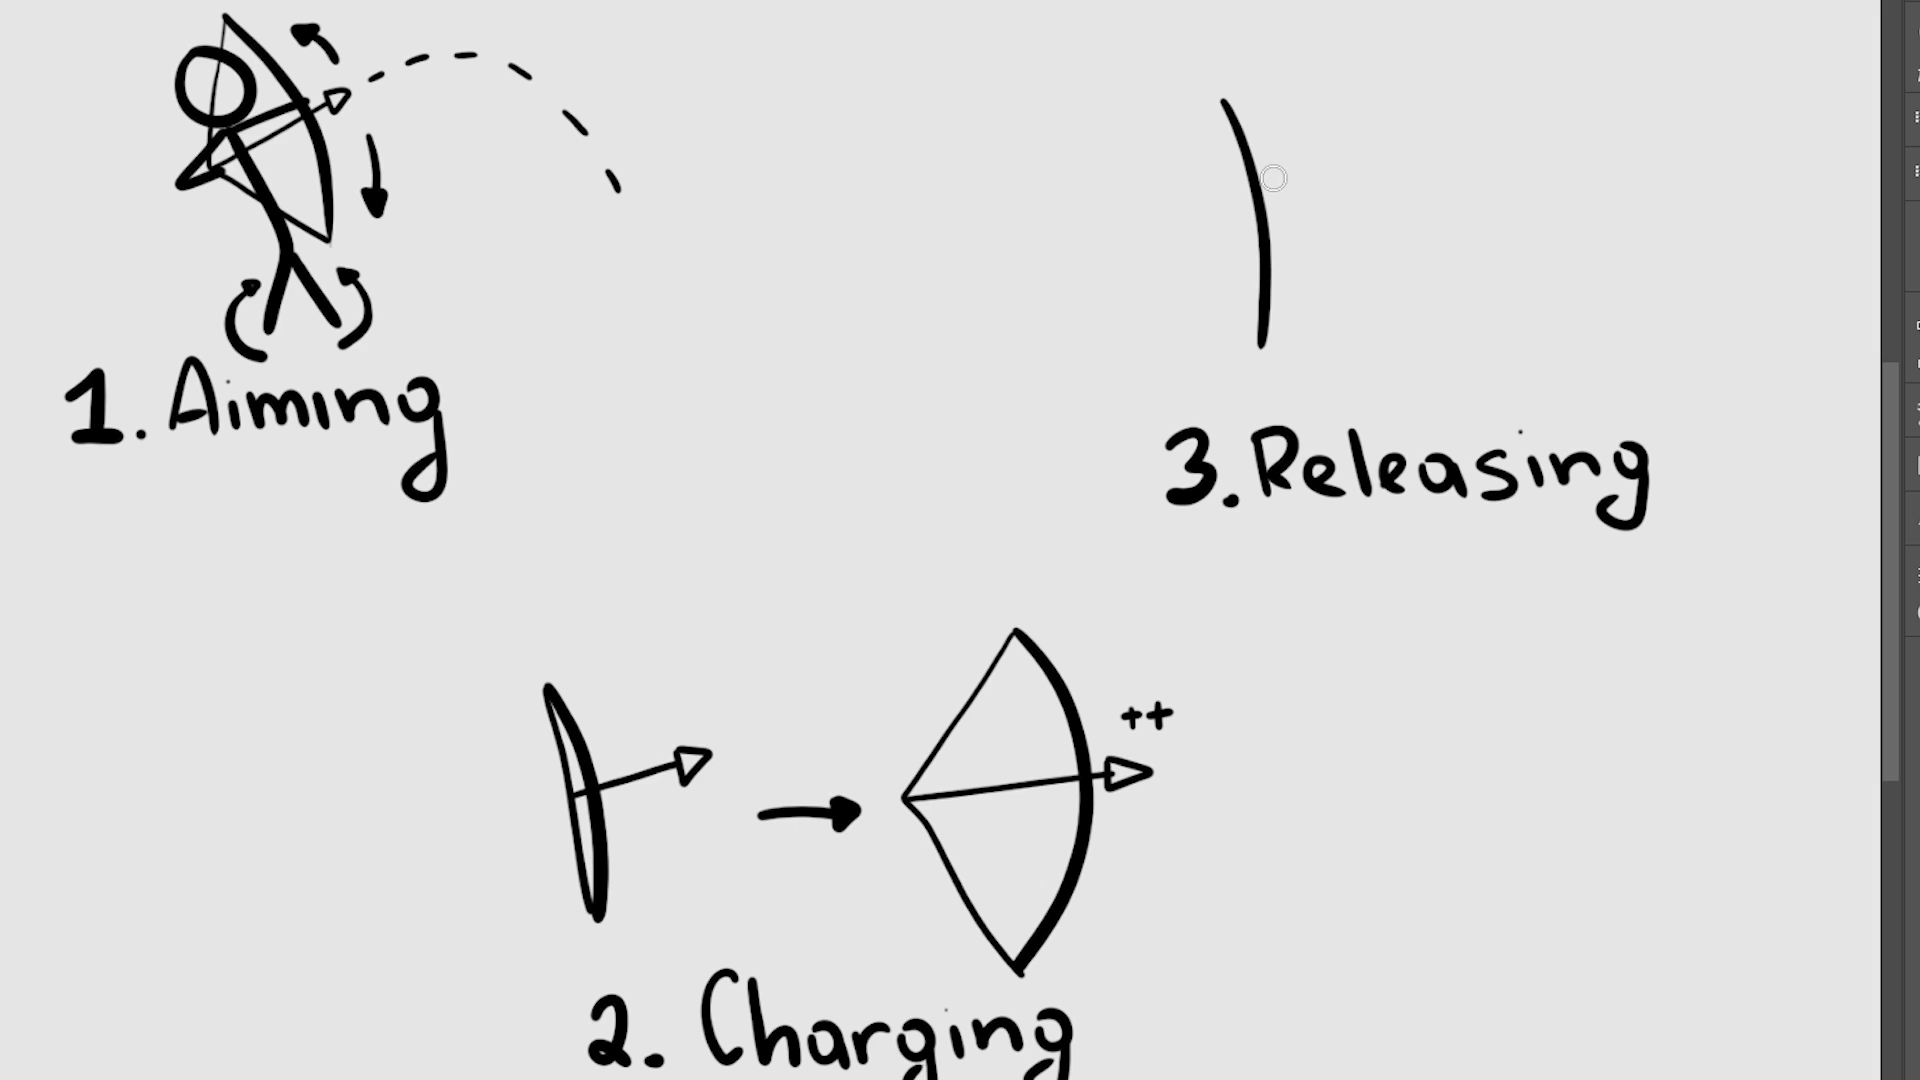 1. Aiming
3. Releasing
++
2. Charging